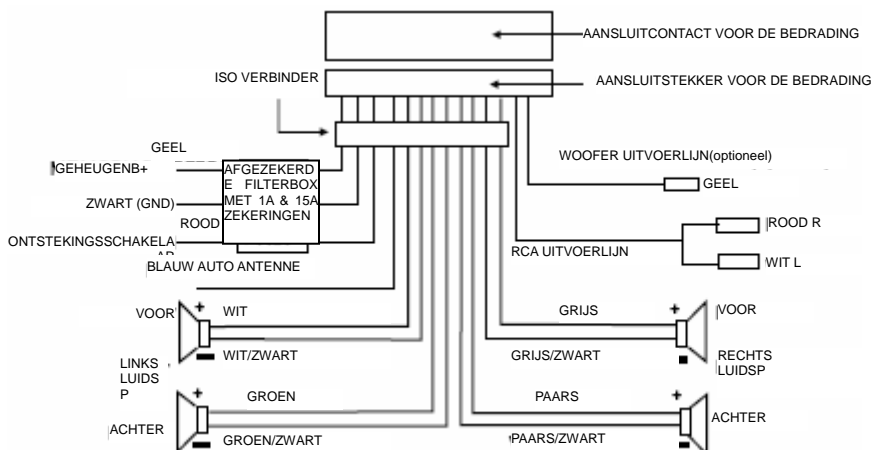 AANSLUITCONTACT VOOR DE BEDRADING
ISO VERBINDER
AANSLUITSTEKKER VOOR DE BEDRADING
GEEL
GEHEUGENB+
AFGEZEKERD
E FILTERBOX
MET 1A & 15A
ZEKERINGEN
WOOFER UITVOERLIJN(optioneel)
GEEL
ZWART (GND)
ROOD
ROOD R
ONTSTEKINGSSCHAKELA
RCA UITVOERLIJN
WIT L
BLAUW AUTO ANTENNE
VOOR
+
WIT
GRIJS
+
VOOR
WIT/ZWART
GRIJS/ZWART
LINKS
LUIDS
P
RECHTS
LUIDSP
+
GROEN
PAARS
+
ACHTER
GROEN/ZWART
PAARS/ZWART
ACHTER